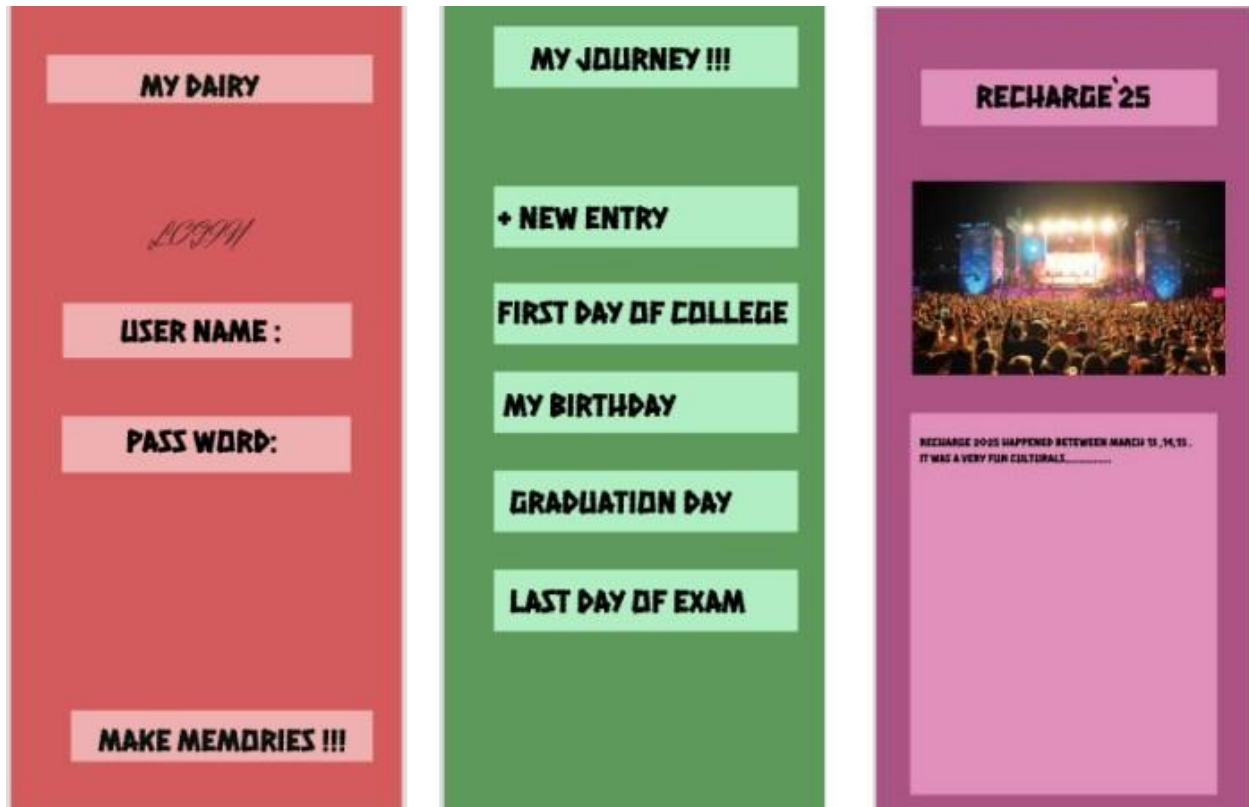 MY DAIRY
LOGIN
USER NAME :
PASS WORD:
MAKE MEMORIES !!!
MY JOURNEY !!!
+ NEW ENTRY
FIRST DAY OF COLLEGE
MY BIRTHDAY
GRADUATION DAY
LAST DAY OF EXAM
RECHARGE`25
RECHARGE 2025 HAPPENED BETEWEEN MARCH 13 ,14,15 .
IT WAS A VERY FUN CULTURALS...............